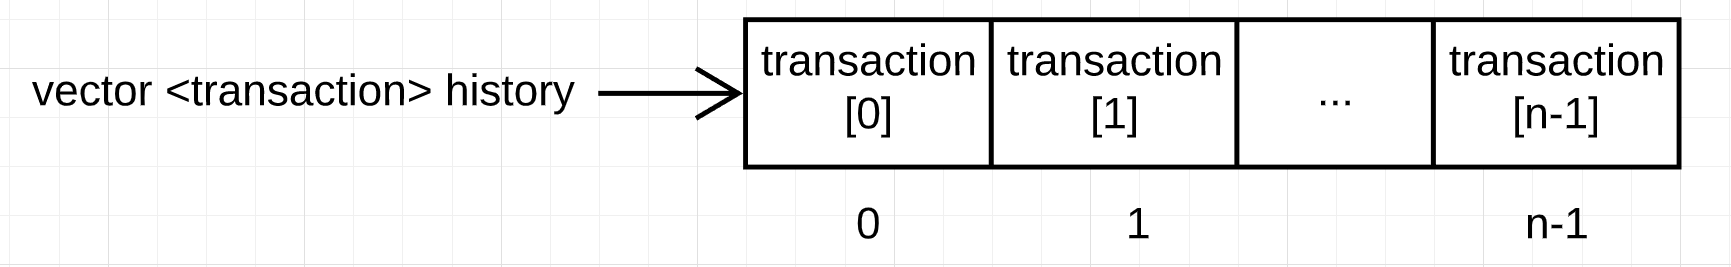 vector <transaction> history
transaction
[0]
transaction
[1]
...
transaction
[n-1]
0
1
n-1